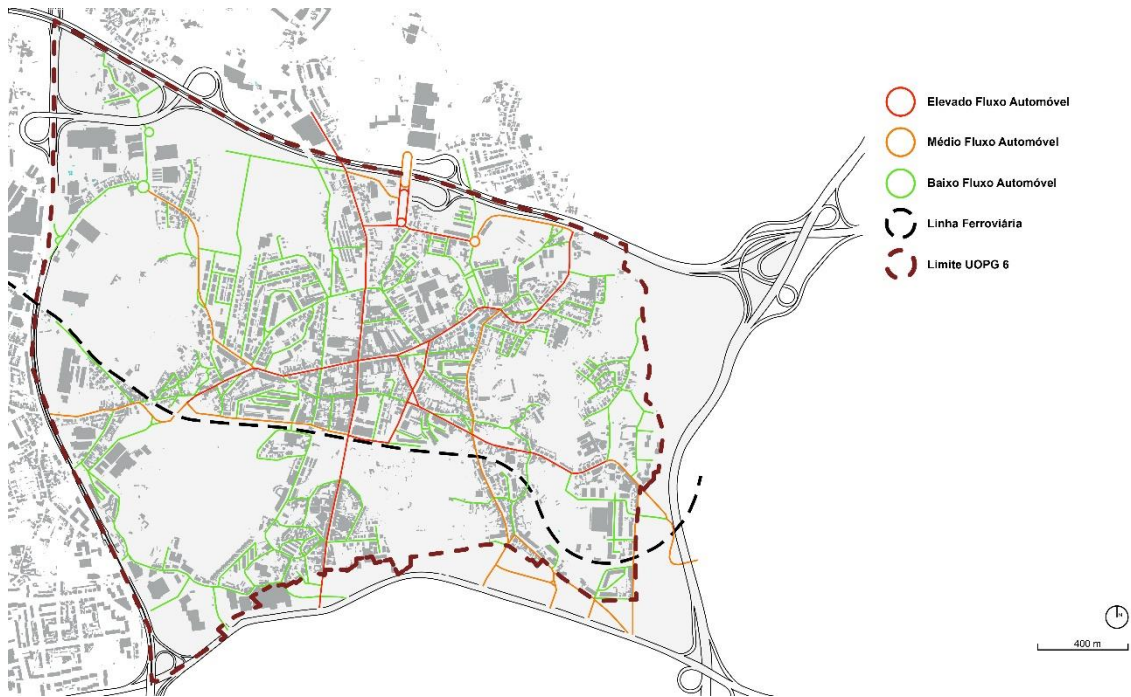 Elevado Fluxo Automóvel
Médio Fluxo Automóvel
Baixo Fluxo Automóvel
Linha Ferroviária
Limite UOPG 6
N
400 m